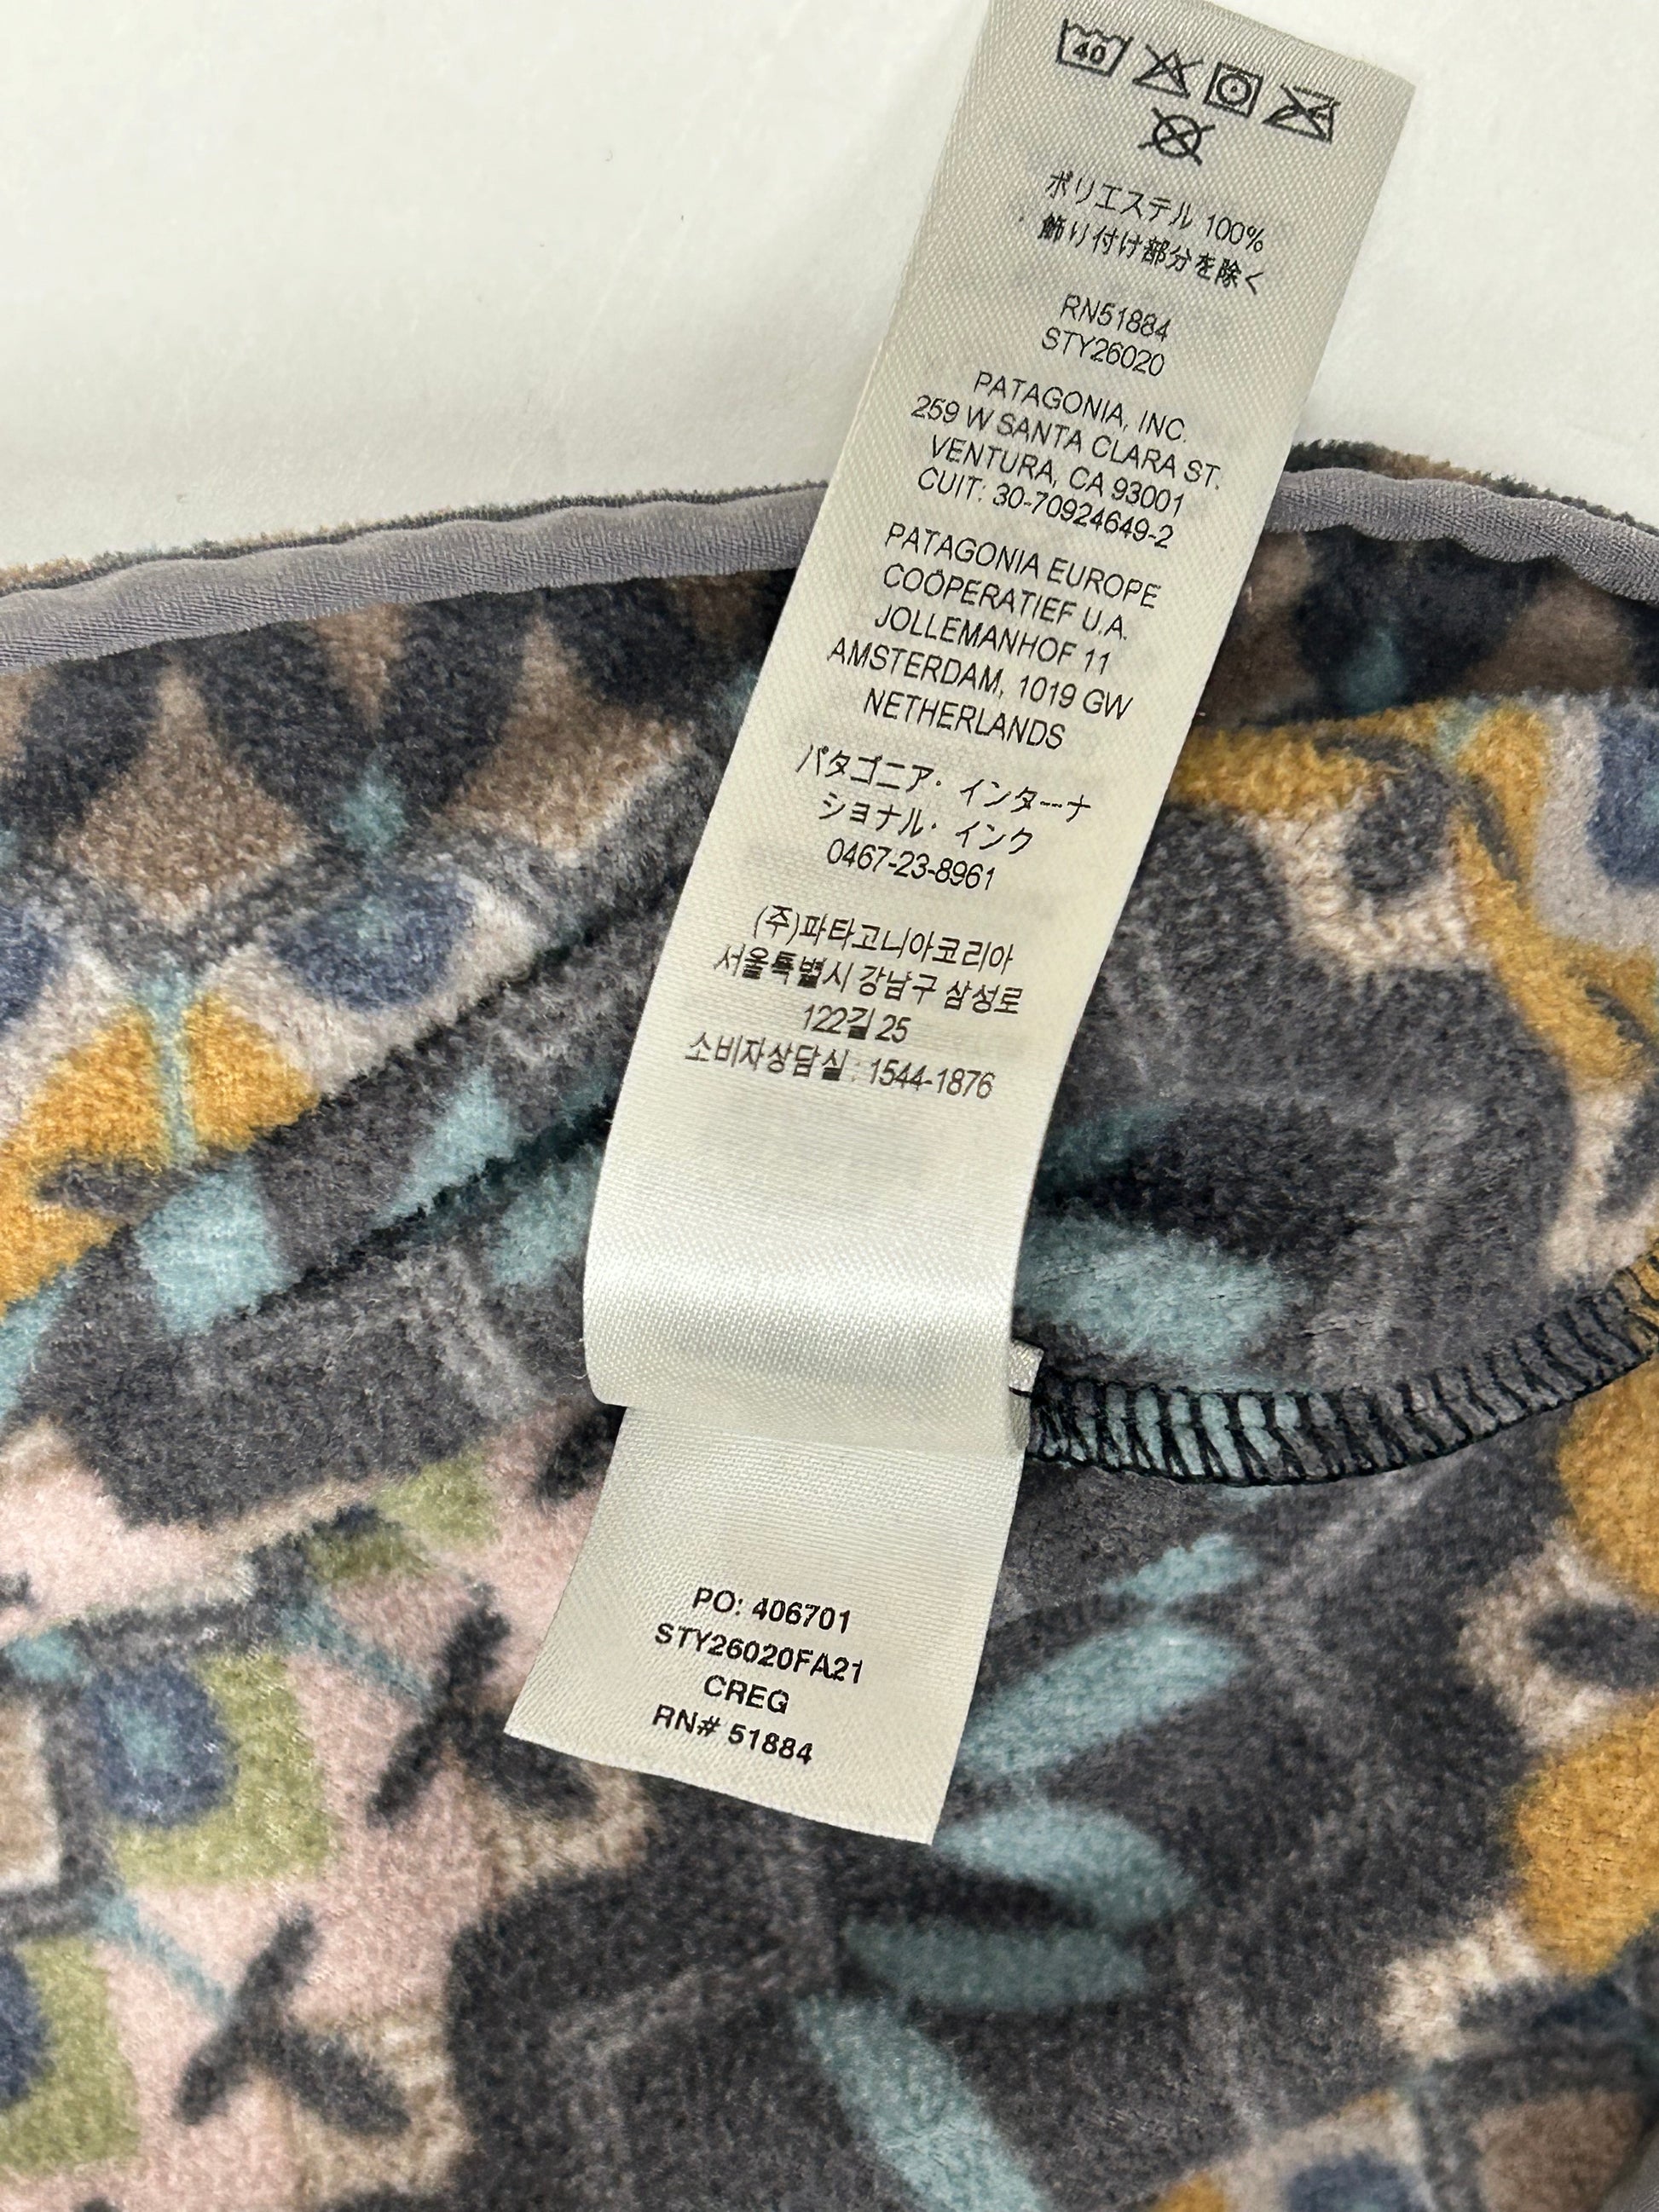 40
ポリエステル 100%
飾り付け部分を除く
RN51884
STY26020
PATAGONIA, INC.
259 W SANTA CLARA ST.
VENTURA, CA 93001
CUIT: 30-70924649-2
PATAGONIA EUROPE
COÖPERATIEF U.A.
JOLLEMANHOF 11
AMSTERDAM, 1019 GW
NETHERLANDS
パタゴニア・インターナ
ショナル・インク
0467-23-8961
(주)파타고니아코리아
서울특별시 강남구 삼성로
122길 25
소비자상담실 : 1544-1876
PO: 406701
STY26020FA21
CREG
RN# 51884